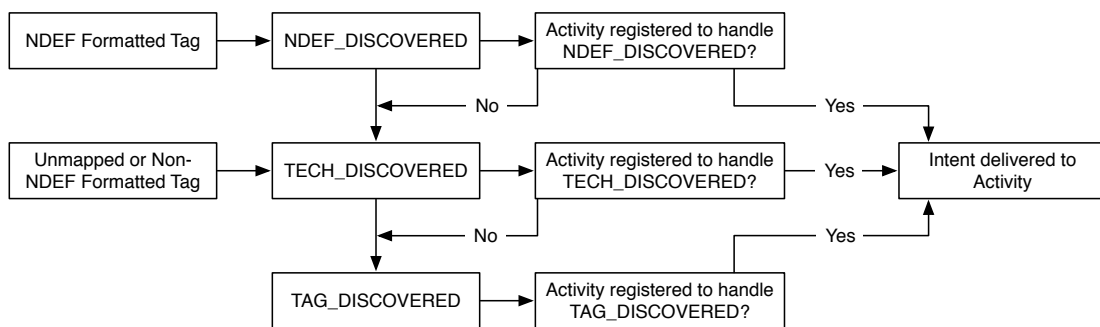 NDEF Formatted Tag
NDEF_DISCOVERED
Activity registered to handle
NDEF_DISCOVERED?
No
Yes
Unmapped or Non-
NDEF Formatted Tag
TECH_DISCOVERED
Activity registered to handle
TECH_DISCOVERED?
Yes
Intent delivered to
Activity
No
Yes
TAG_DISCOVERED
Activity registered to handle
TAG_DISCOVERED?